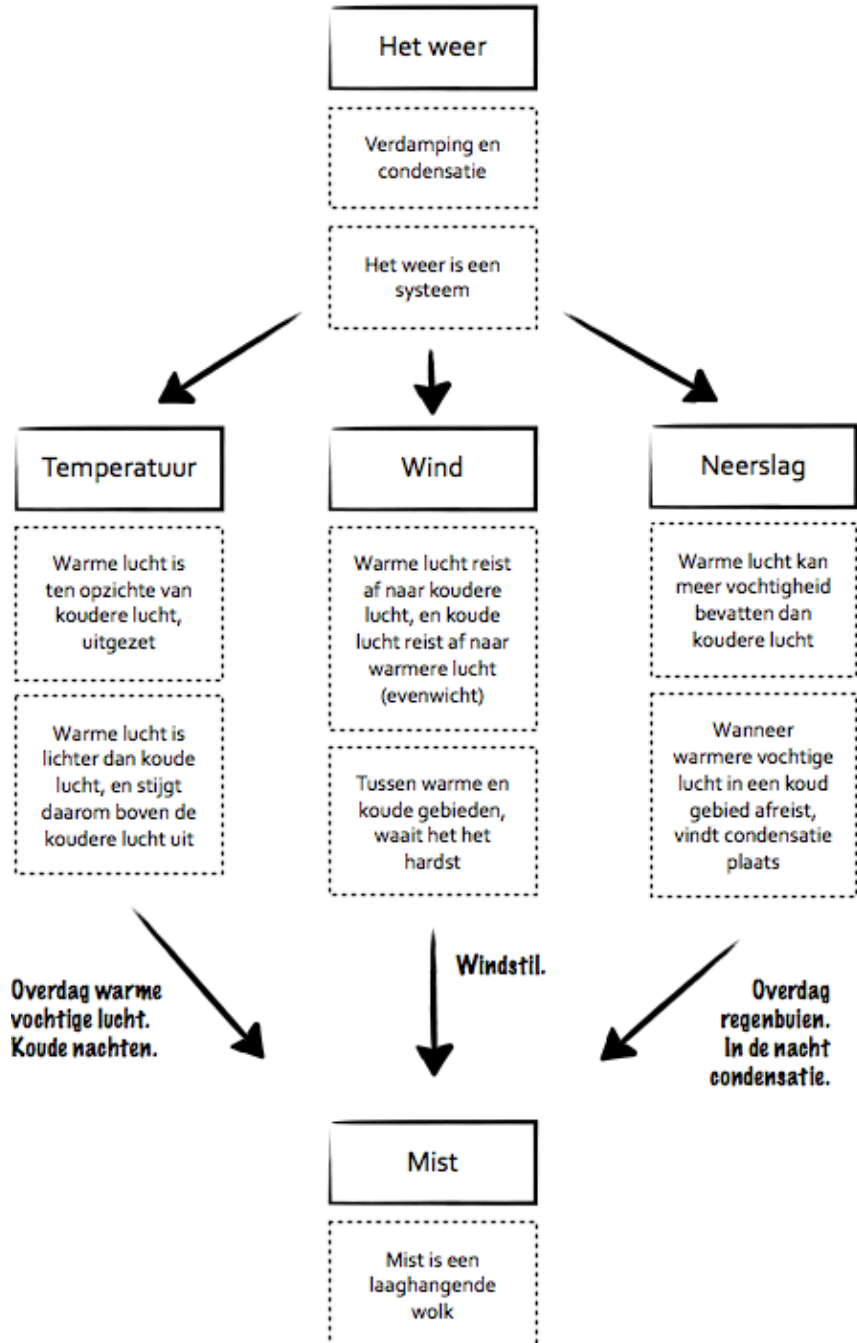 Het weer
Verdamping en
condensatie
Het weer is een
systeem
Temperatuur
Warme lucht is
ten opzichte van
koudere lucht,
uitgezet
Warme lucht is
lichter dan koude
lucht, en stijgt
daarom boven de
koudere lucht uit
Overdag warme
vochtige lucht.
Koude nachten.
Wind
Warme lucht reist
af naar koudere
lucht, en koude
lucht reist af naar
warmere lucht
(evenwicht)
Tussen warme en
koude gebieden,
waait het het
hardst
Windstil.
Neerslag
Warme lucht kan
meer vochtigheid
bevatten dan
koudere lucht
Wanneer
warmere vochtige
lucht in een koud
gebied afreist,
vindt condensatie
plaats
Overdag
regenbuien.
In de nacht
condensatie.
Mist
Mist is een
laaghangende
wolk